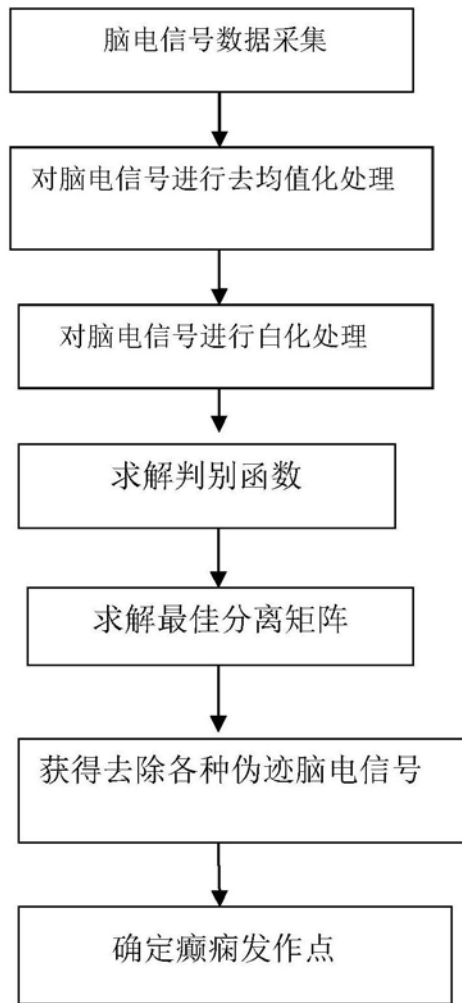 脑电信号数据采集
对脑电信号进行去均值化处理
对脑电信号进行白化处理
求解判别函数
求解最佳分离矩阵
获得去除各种伪迹脑电信号
确定癫痫发作点